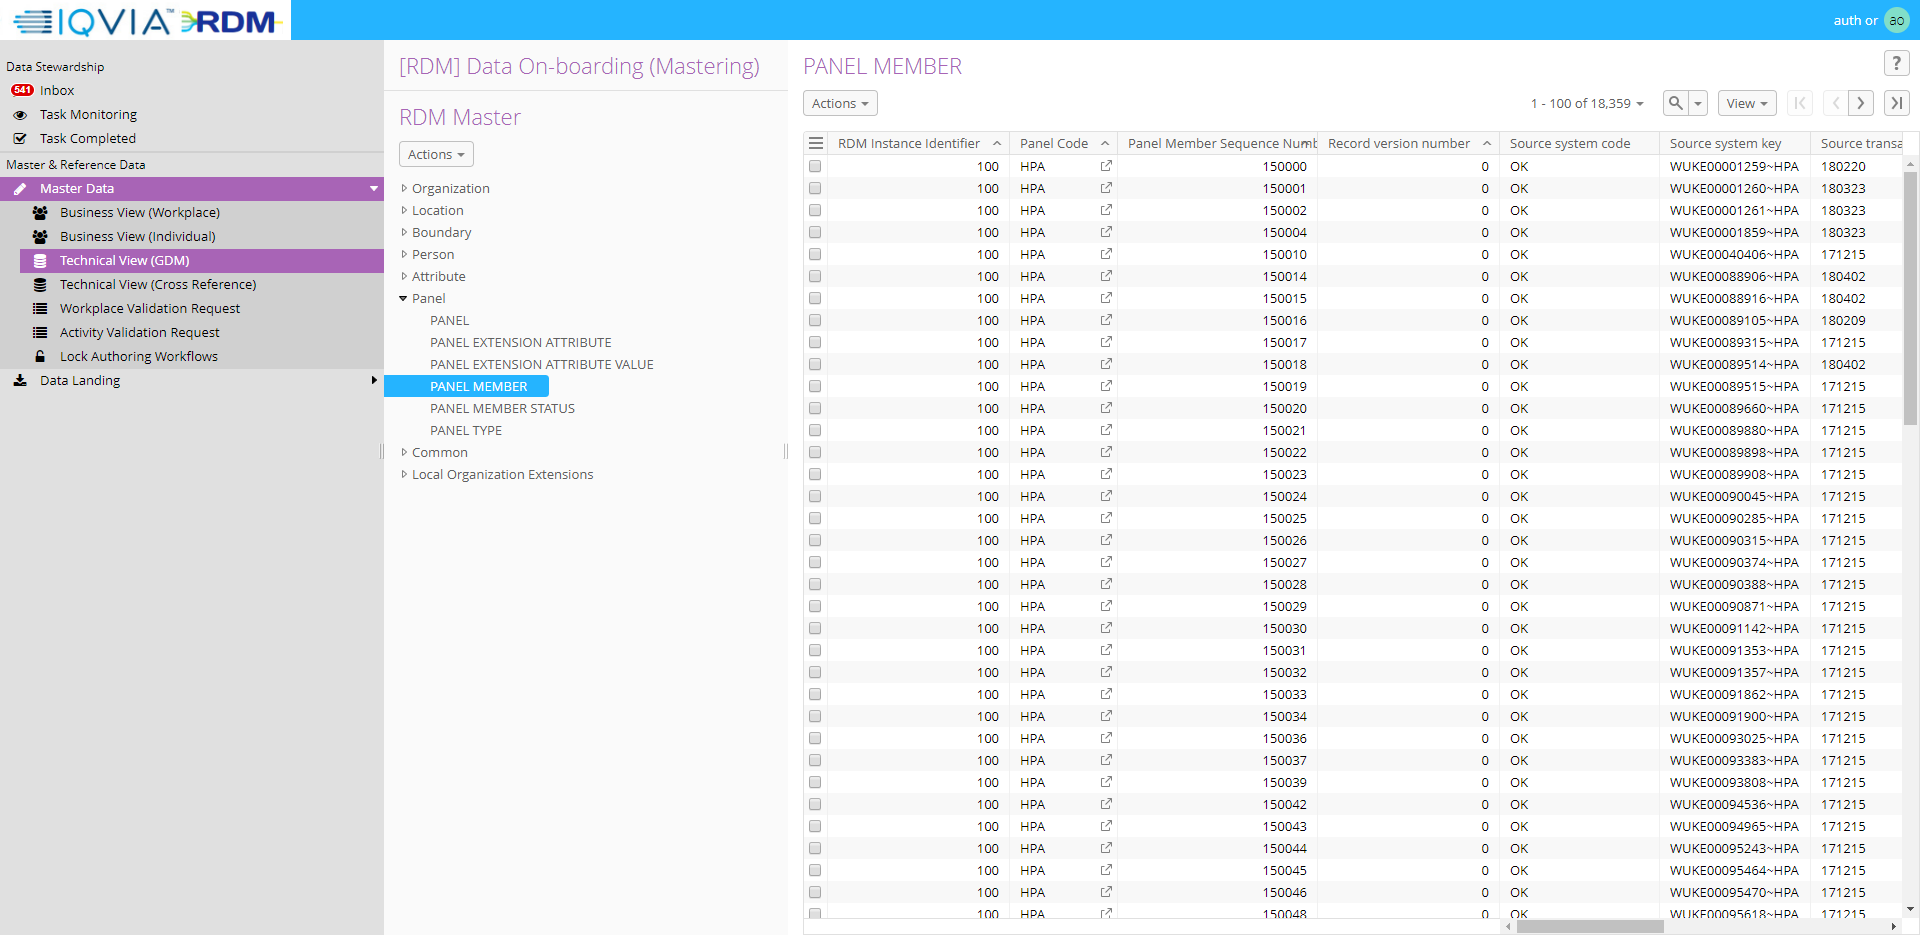 IQVIA™ RDM
auth or ao
Data Stewardship
541 Inbox
Task Monitoring
Task Completed
Master & Reference Data
Master Data
Business View (Workplace)
Business View (Individual)
Technical View (GDM)
Technical View (Cross Reference)
Workplace Validation Request
Activity Validation Request
Lock Authoring Workflows
Data Landing
[RDM] Data On-boarding (Mastering)
RDM Master
Actions
Organization
Location
Boundary
Person
Attribute
Panel
PANEL
PANEL EXTENSION ATTRIBUTE
PANEL EXTENSION ATTRIBUTE VALUE
PANEL MEMBER
PANEL MEMBER STATUS
PANEL TYPE
Common
Local Organization Extensions
PANEL MEMBER
?
Actions
1 - 100 of 18,359
View
RDM Instance Identifier Panel Code Panel Member Sequence Numb Record version number Source system code Source system key Source transa
100 HPA 150000 0 OK WUKE00001259~HPA 180220
100 HPA 150001 0 OK WUKE00001260~HPA 180323
100 HPA 150002 0 OK WUKE00001261~HPA 180323
100 HPA 150004 0 OK WUKE00001859~HPA 180323
100 HPA 150010 0 OK WUKE00040406~HPA 171215
100 HPA 150014 0 OK WUKE00088906~HPA 180402
100 HPA 150015 0 OK WUKE00088916~HPA 180402
100 HPA 150016 0 OK WUKE00089105~HPA 180209
100 HPA 150017 0 OK WUKE00089315~HPA 171215
100 HPA 150018 0 OK WUKE00089514~HPA 180402
100 HPA 150019 0 OK WUKE00089515~HPA 171215
100 HPA 150020 0 OK WUKE00089660~HPA 171215
100 HPA 150021 0 OK WUKE00089880~HPA 171215
100 HPA 150022 0 OK WUKE00089898~HPA 171215
100 HPA 150023 0 OK WUKE00089908~HPA 171215
100 HPA 150024 0 OK WUKE00090045~HPA 171215
100 HPA 150025 0 OK WUKE00090285~HPA 171215
100 HPA 150026 0 OK WUKE00090315~HPA 171215
100 HPA 150027 0 OK WUKE00090374~HPA 171215
100 HPA 150028 0 OK WUKE00090388~HPA 171215
100 HPA 150029 0 OK WUKE00090871~HPA 171215
100 HPA 150030 0 OK WUKE00091142~HPA 171215
100 HPA 150031 0 OK WUKE00091353~HPA 171215
100 HPA 150032 0 OK WUKE00091357~HPA 171215
100 HPA 150033 0 OK WUKE00091862~HPA 171215
100 HPA 150034 0 OK WUKE00091900~HPA 171215
100 HPA 150036 0 OK WUKE00093025~HPA 171215
100 HPA 150037 0 OK WUKE00093383~HPA 171215
100 HPA 150039 0 OK WUKE00093808~HPA 171215
100 HPA 150042 0 OK WUKE00094536~HPA 171215
100 HPA 150043 0 OK WUKE00094965~HPA 171215
100 HPA 150044 0 OK WUKE00095243~HPA 171215
100 HPA 150045 0 OK WUKE00095464~HPA 171215
100 HPA 150046 0 OK WUKE00095470~HPA 171215
100 HPA 150048 0 OK WUKE00095618~HPA 171215